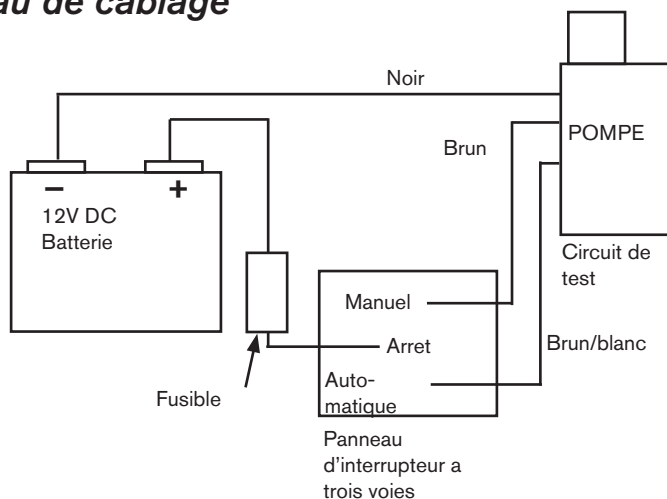 au de câblage
Noir
Brun
POMPE
– +
12V DC
Batterie
Circuit de
test
Manuel
Arret
Brun/blanc
Auto-
matique
Fusible
Panneau
d'interrupteur a
trois voies